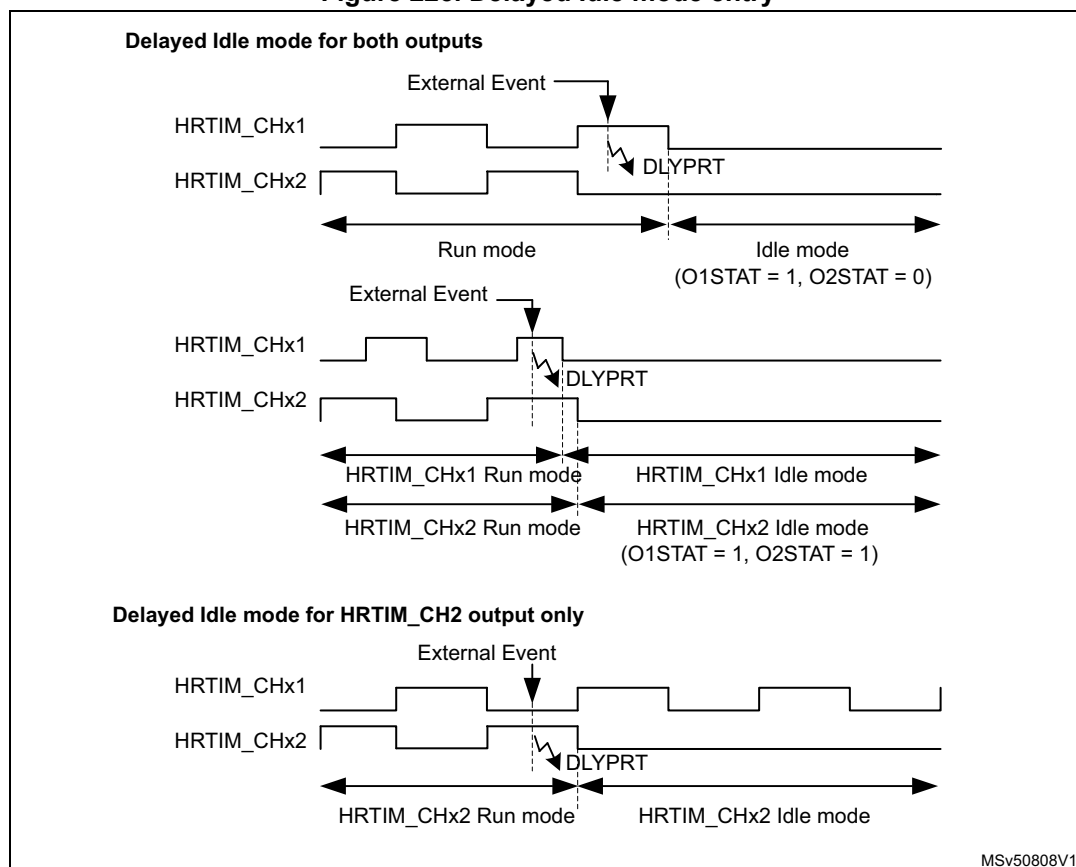 Delayed Idle mode for both outputs
External Event
HRTIM_CHx1
DLYPRT
HRTIM_CHx2
Run mode
Idle mode
(O1STAT = 1, O2STAT = 0)
External Event
HRTIM_CHx1
DLYPRT
HRTIM_CHx2
HRTIM_CHx1 Run mode
HRTIM_CHx1 Idle mode
HRTIM_CHx2 Run mode
HRTIM_CHx2 Idle mode
(O1STAT = 1, O2STAT = 1)
Delayed Idle mode for HRTIM_CH2 output only
External Event
HRTIM_CHx1
HRTIM_CHx2
DLYPRT
HRTIM_CHx2 Run mode
HRTIM_CHx2 Idle mode
MSv50808V1